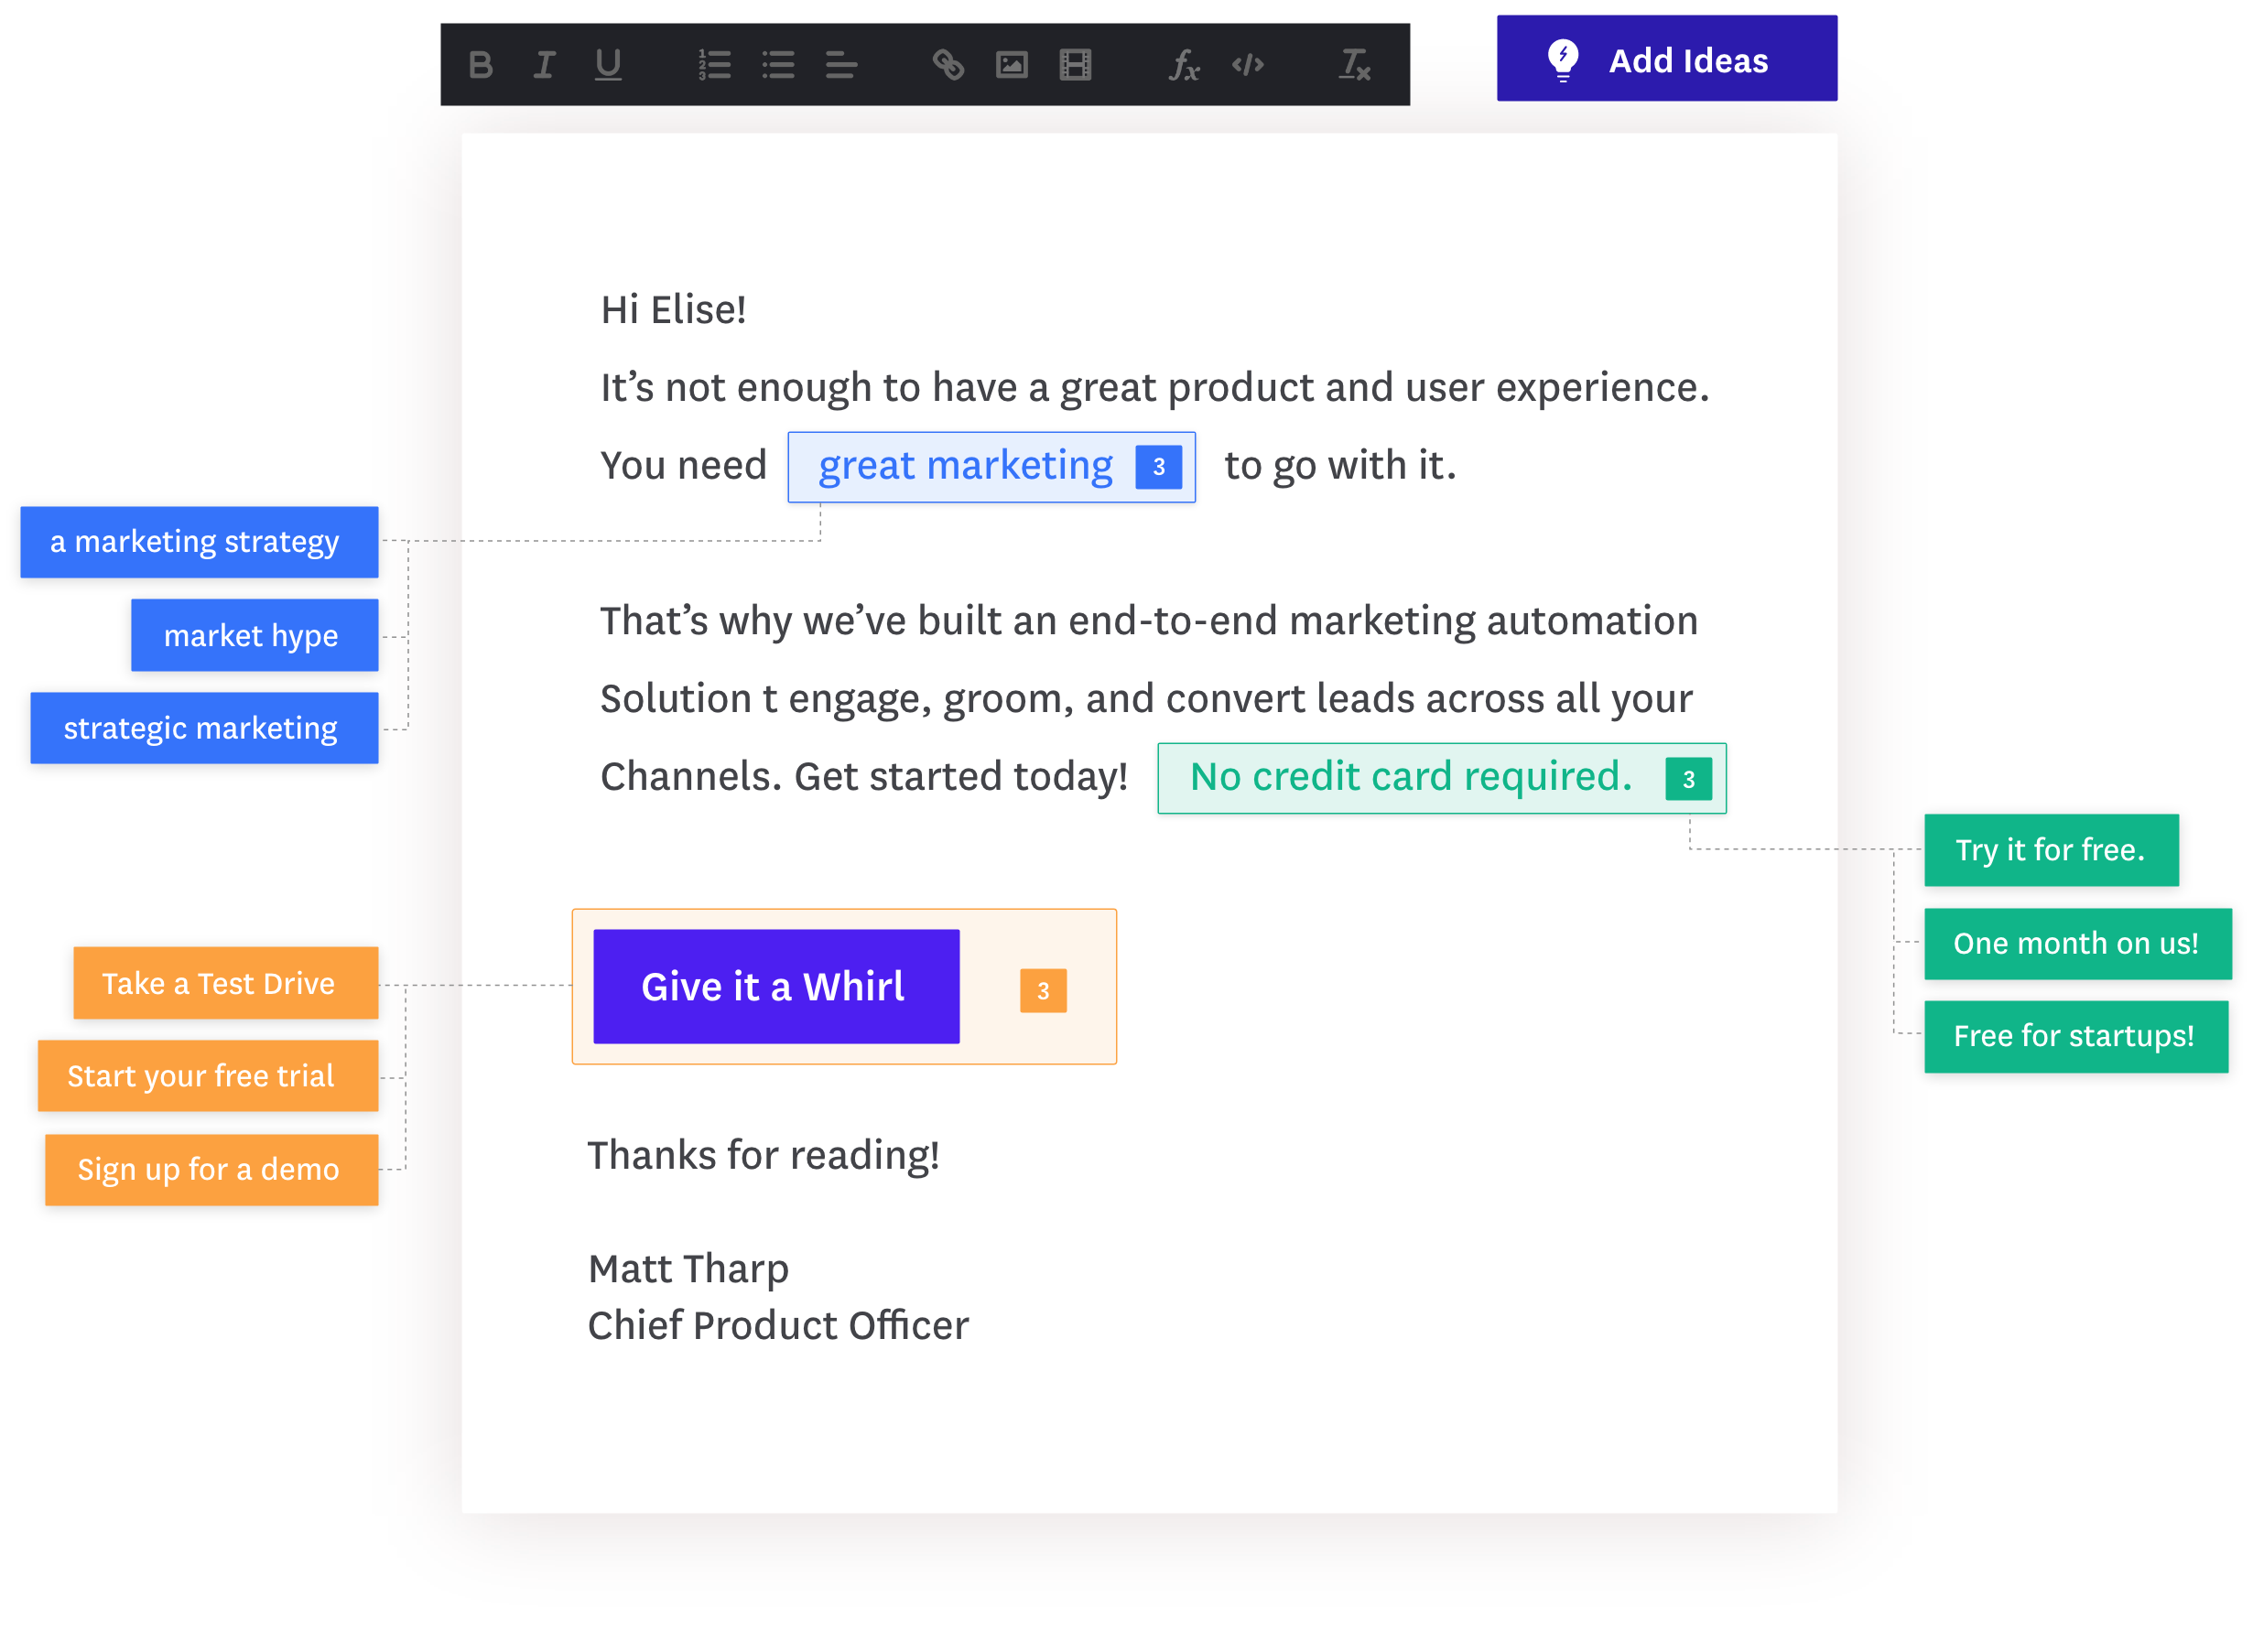 Add Ideas
Hi Elise!
It’s not enough to have a great product and user experience.
You need great marketing 3 to go with it.
a marketing strategy
market hype
strategic marketing
That’s why we’ve built an end-to-end marketing automation
Solution t engage, groom, and convert leads across all your
Channels. Get started today! No credit card required. 3
Try it for free.
One month on us!
Free for startups!
Give it a Whirl 3
Take a Test Drive
Start your free trial
Sign up for a demo
Thanks for reading!
Matt Tharp
Chief Product Officer